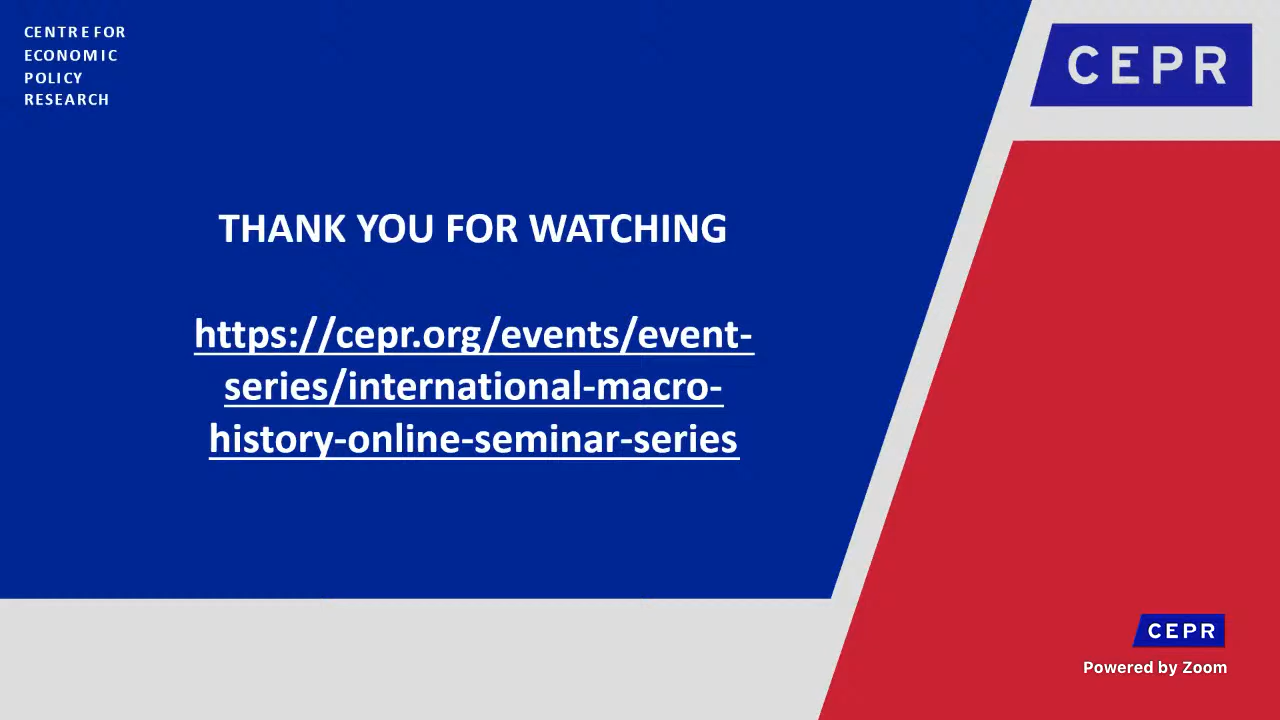 CENTRE FOR
ECONOMIC
POLICY
RESEARCH
CEPR
THANK YOU FOR WATCHING
https://cepr.org/events/event-
series/international-macro-
history-online-seminar-series
CEPR
Powered by Zoom